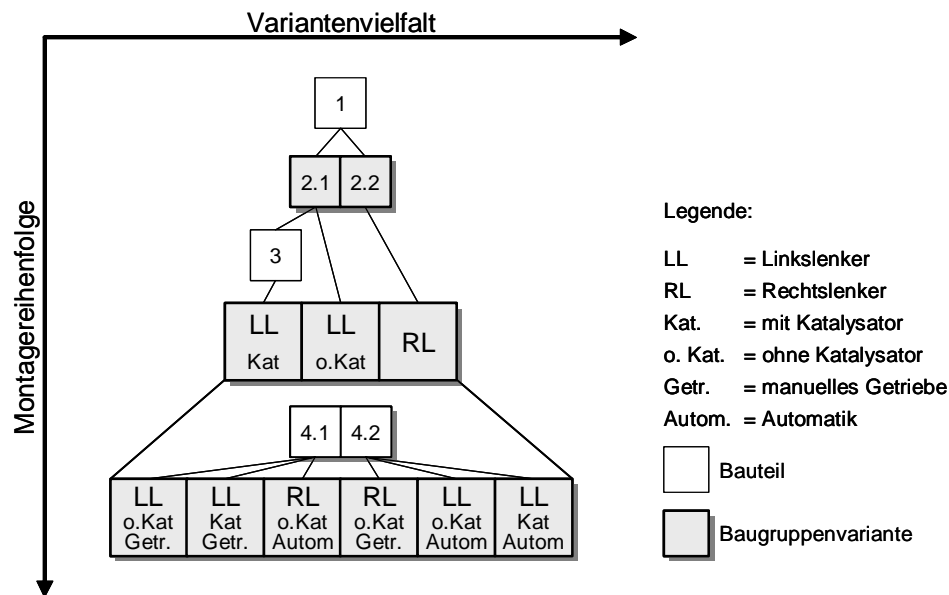 Variantenvielfalt
Montagereihenfolge
1
2.1 2.2
3
LL LL RL
Kat o.Kat
4.1 4.2
LL LL RL RL LL LL
o.Kat Kat o.Kat o.Kat o.Kat Kat
Getr. Getr. Autom Getr. Autom Autom
Legende:
LL = Linkslenker
RL = Rechtslenker
Kat. = mit Katalysator
o. Kat. = ohne Katalysator
Getr. = manuelles Getriebe
Autom. = Automatik
Bauteil
Baugruppenvariante